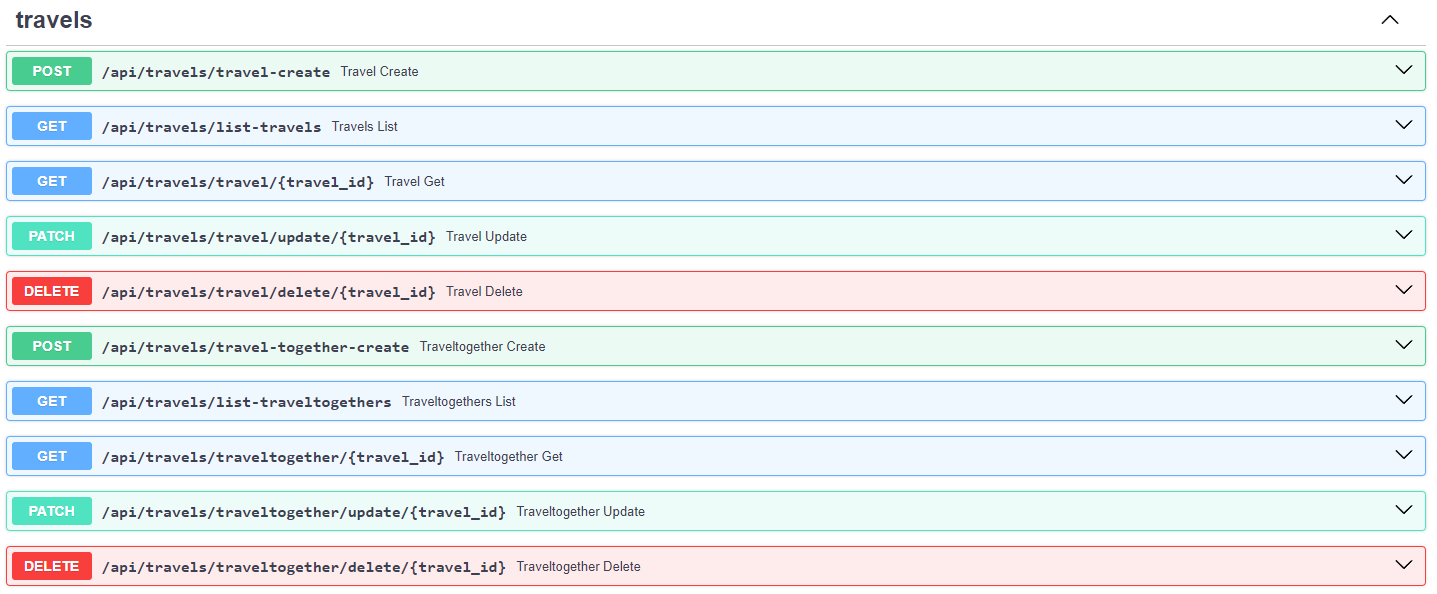 travels
POST /api/travels/travel-create Travel Create
GET /api/travels/list-travels Travels List
GET /api/travels/travel/{travel_id} Travel Get
PATCH /api/travels/travel/update/{travel_id} Travel Update
DELETE /api/travels/travel/delete/{travel_id} Travel Delete
POST /api/travels/travel-together-create Traveltogether Create
GET /api/travels/list-traveltogethers Traveltogethers List
GET /api/travels/traveltogether/{travel_id} Traveltogether Get
PATCH /api/travels/traveltogether/update/{travel_id} Traveltogether Update
DELETE /api/travels/traveltogether/delete/{travel_id} Traveltogether Delete